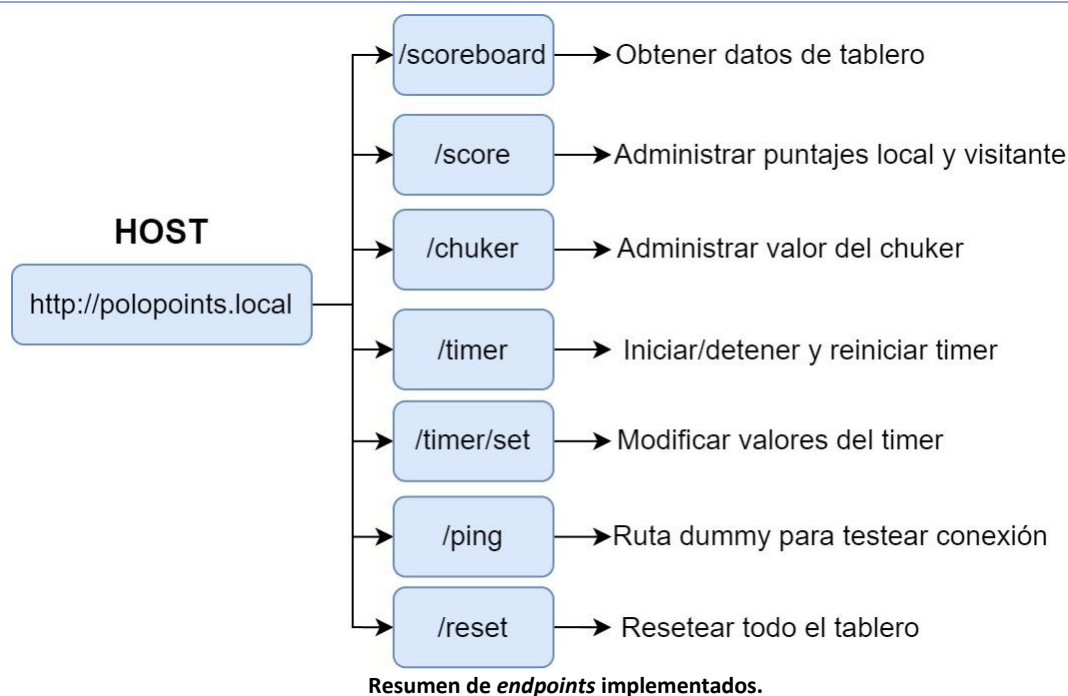 /scoreboard Obtener datos de tablero
/score Administrar puntajes local y visitante
HOST
/chuker Administrar valor del chuker
http://polopoints.local
/timer Iniciar/detener y reiniciar timer
/timer/set Modificar valores del timer
/ping Ruta dummy para testear conexión
/reset Resetear todo el tablero
Resumen de endpoints implementados.